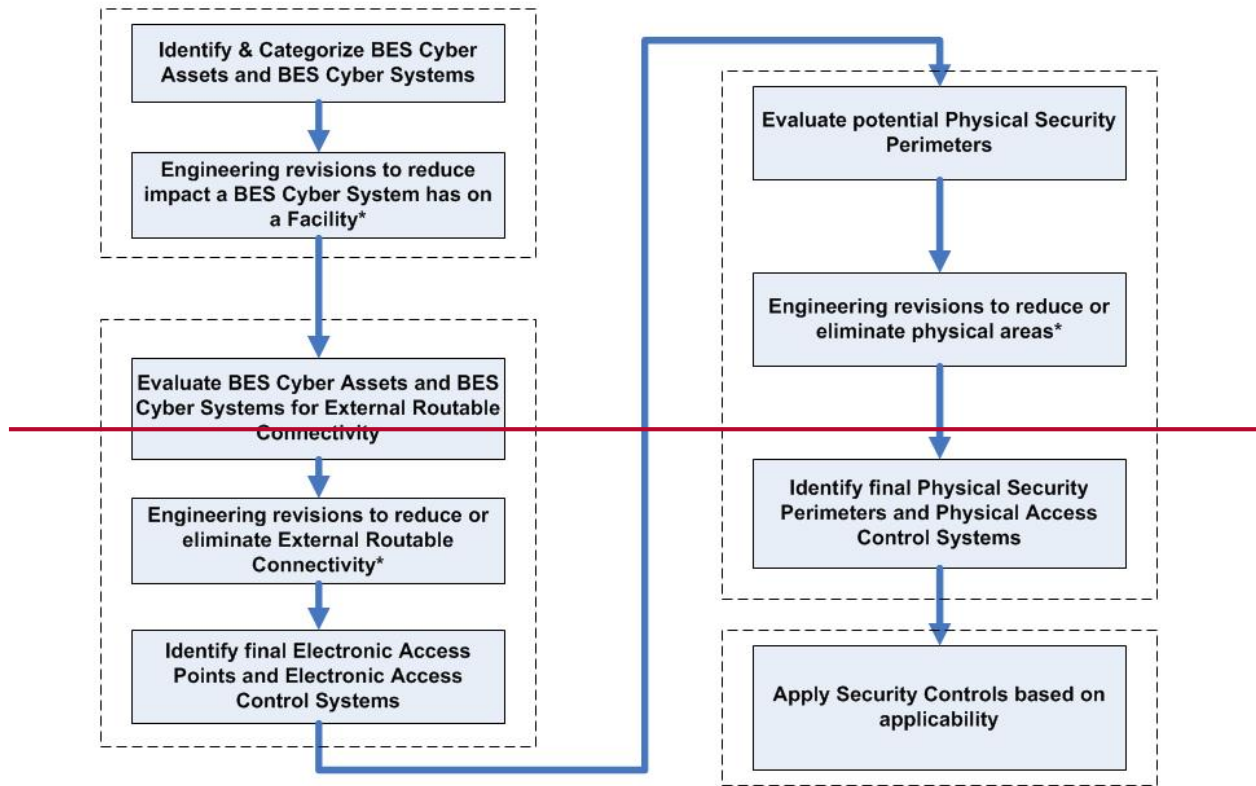 Identify & Categorize BES Cyber
Assets and BES Cyber Systems
Engineering revisions to reduce
impact a BES Cyber System has on
a Facility*
Evaluate BES Cyber Assets and BES
Cyber Systems for External Routable
Connectivity
Engineering revisions to reduce or
eliminate External Routable
Connectivity*
Identify final Electronic Access
Points and Electronic Access
Control Systems
Evaluate potential Physical Security
Perimeters
Engineering revisions to reduce or
eliminate physical areas*
Identify final Physical Security
Perimeters and Physical Access
Control Systems
Apply Security Controls based on
applicability